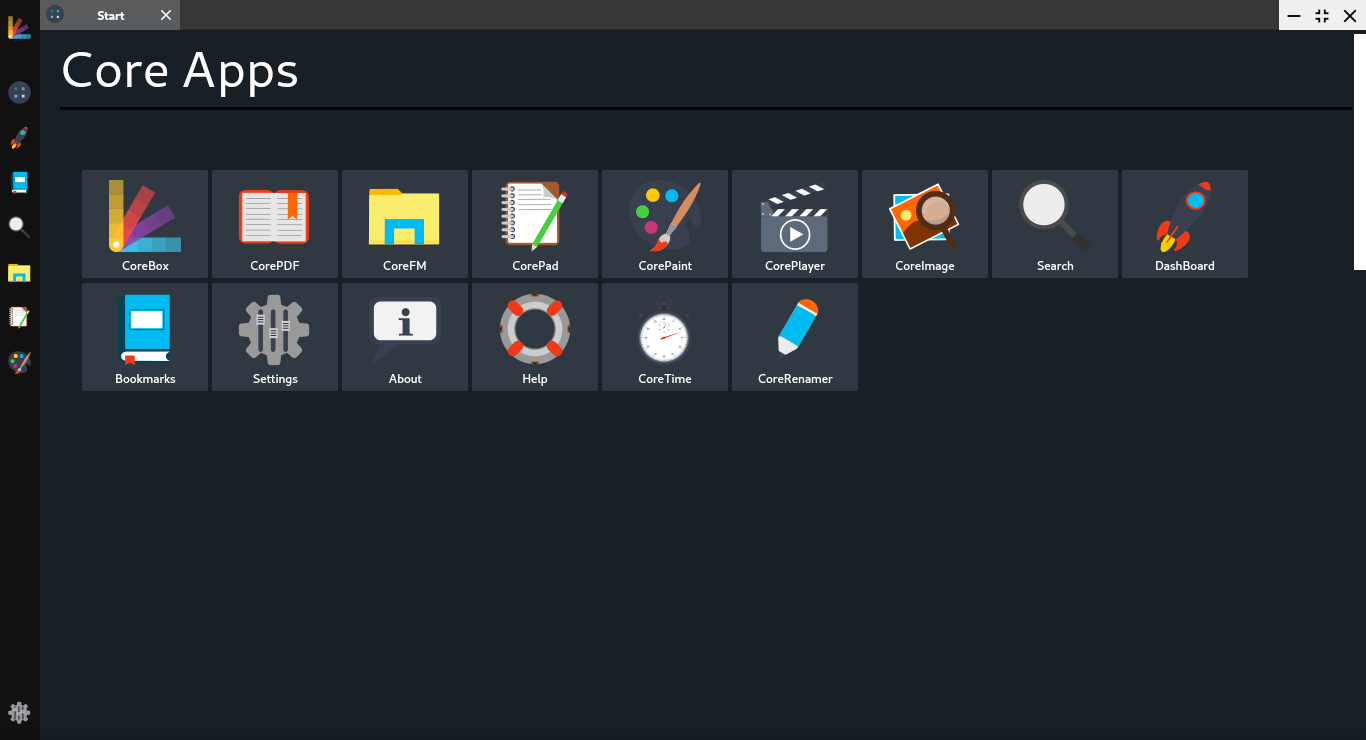 Start
Core Apps
CoreBox CorePDF CoreFM CorePad CorePaint CorePlayer CoreImage Search DashBoard
Bookmarks Settings About Help CoreTime CoreRenamer